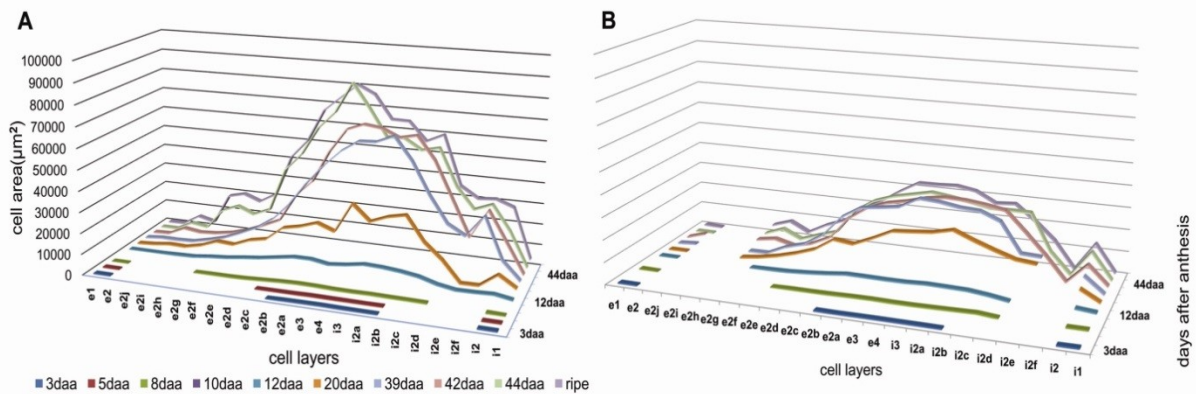 A
B
100000
90000
80000
70000
60000
50000
40000
30000
20000
10000
0
cell area(µm²)
e1
e2
e2j
e2i
e2h
e2g
e2f
e2e
e2d
e2c
e2b
e2a
e3
e4
i3
i2a
i2b
i2c
i2d
i2e
i2f
i2
i1
cell layers
3daa
12daa
44daa
e1
e2
e2j
e2i
e2h
e2g
e2f
e2e
e2d
e2c
e2b
e2a
e3
e4
i3
i2a
i2b
i2c
i2d
i2e
i2f
i2
i1
cell layers
3daa
12daa
44daa
days after anthesis
3daa 5daa 8daa 10daa 12daa 20daa 39daa 42daa 44daa ripe